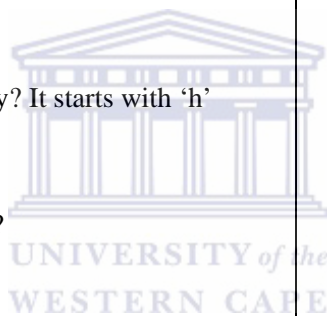 y? It starts with ‘h’
?
UNIVERSITY of the
WESTERN CAPE